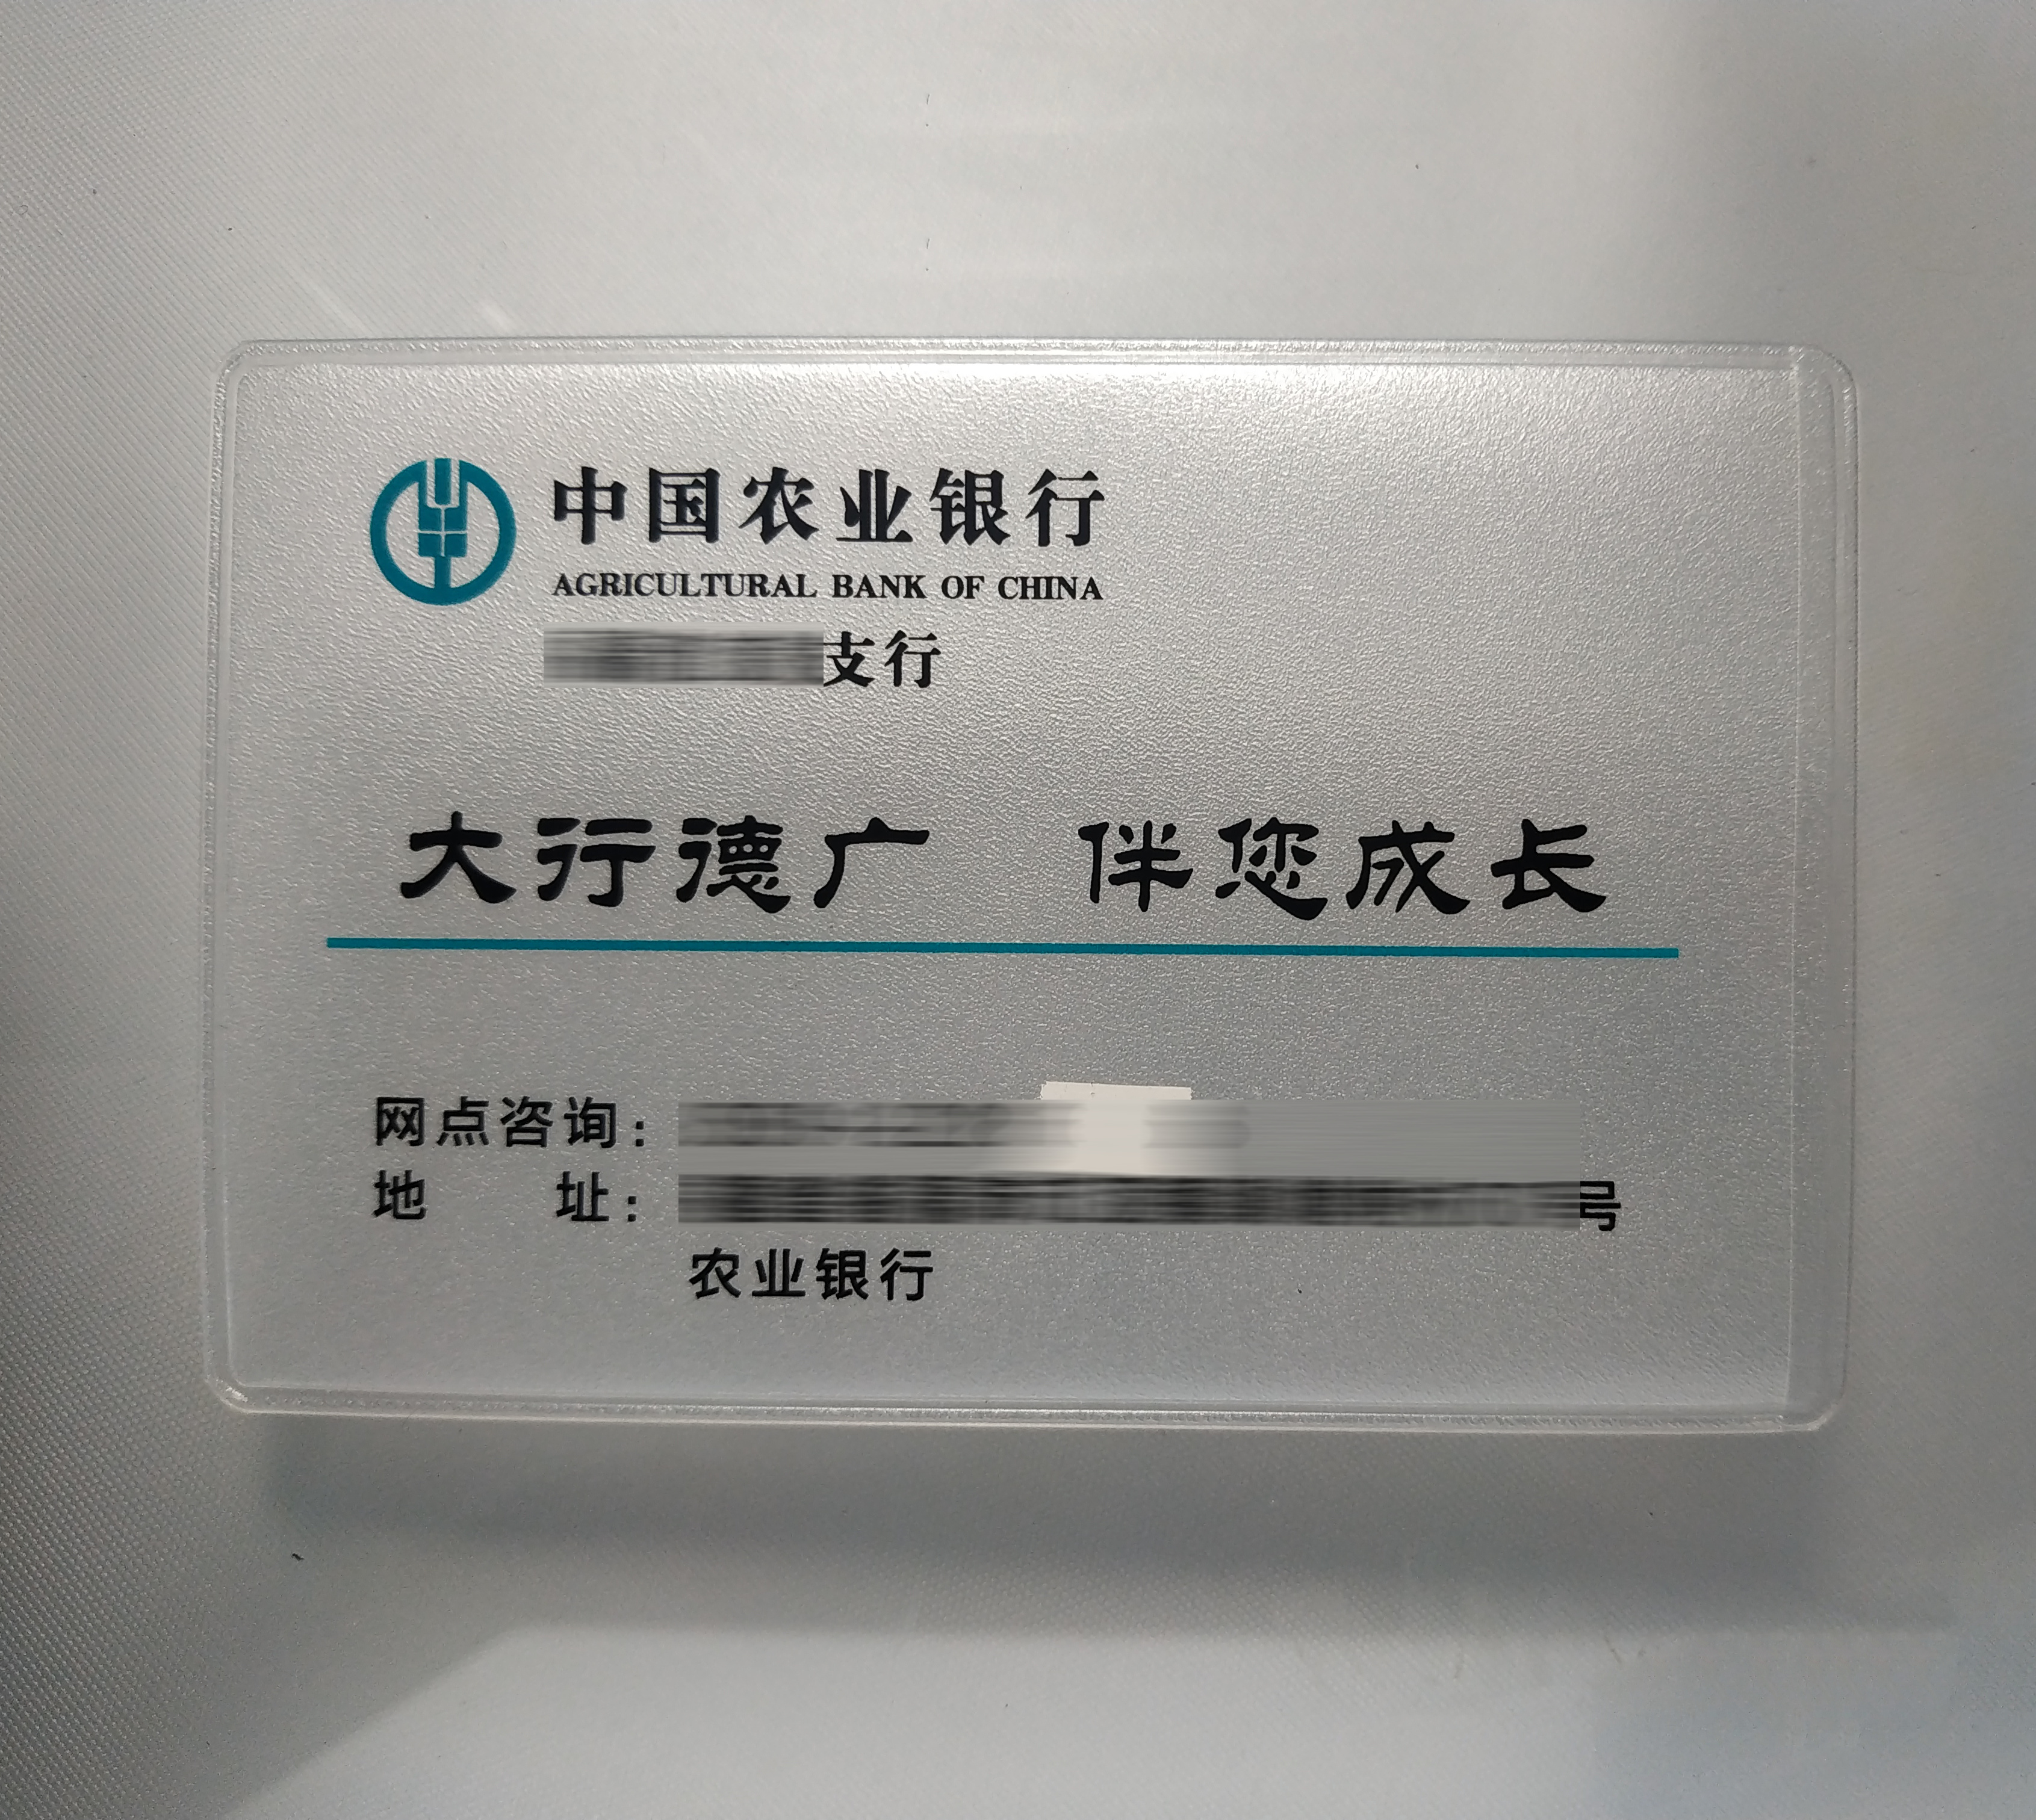 中国农业银行
AGRICULTURAL BANK OF CHINA
支行
大行德广 伴您成长
网点咨询:
地 址: 号
农业银行